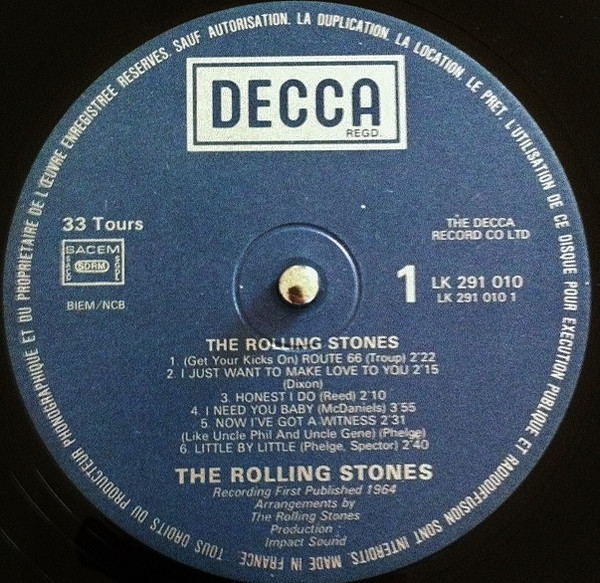 TOUS DROITS DU PRODUCTEUR PHONOGRAPHIQUE ET DU PROPRIETAIRE DE L'ŒUVRE ENREGISTREE RESERVES. SAUF AUTORISATION. LA DUPLICATION. LA LOCATION. LE PRET. L'UTILISATION DE CE DISQUE POUR EXECUTION PUBLIQUE ET RADIODIFFUSION SONT INTERDITS. MADE IN FRANCE.
DECCA
REGD.
33 Tours
SACEM
SACD
SDRM
SGDL
BIEM/NCB
THE DECCA
RECORD CO LTD
1
LK 291 010
LK 291 010 1
THE ROLLING STONES
1. (Get Your Kicks On) ROUTE 66 (Troup) 2'22
2. I JUST WANT TO MAKE LOVE TO YOU 2'15
(Dixon)
3. HONEST I DO (Reed) 2'10
4. I NEED YOU BABY (McDaniels) 3'55
5. NOW I'VE GOT A WITNESS 2'31
(Like Uncle Phil And Uncle Gene) (Phelge)
6. LITTLE BY LITTLE (Phelge, Spector) 2'40
THE ROLLING STONES
Recording First Published 1964
Arrangements by
The Rolling Stones
Production :
Impact Sound